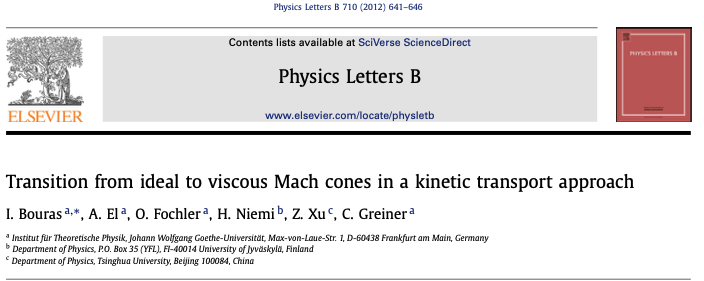 Physics Letters B 710 (2012) 641–646
Contents lists available at SciVerse ScienceDirect
Physics Letters B
www.elsevier.com/locate/physletb
ELSEVIER
PHYSICS LETTERS B
Transition from ideal to viscous Mach cones in a kinetic transport approach
I. Bouras a,*, A. El a, O. Fochler a, H. Niemi b, Z. Xu c, C. Greiner a
a Institut für Theoretische Physik, Johann Wolfgang Goethe-Universität, Max-von-Laue-Str. 1, D-60438 Frankfurt am Main, Germany
b Department of Physics, P.O. Box 35 (YFL), FI-40014 University of Jyväskylä, Finland
c Department of Physics, Tsinghua University, Beijing 100084, China